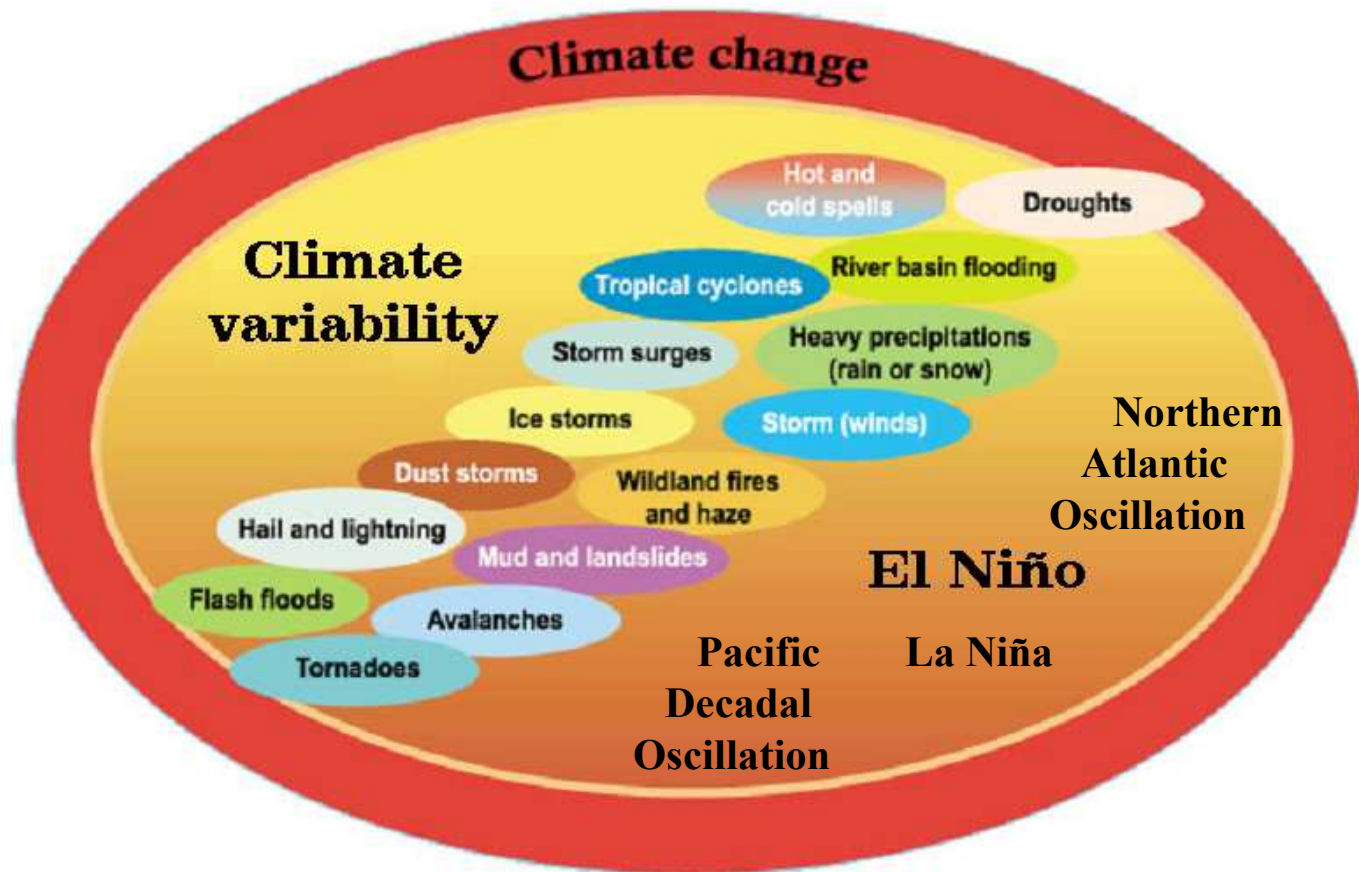 Climate change
Hot and
cold spells
Droughts
Climate
variability
River basin flooding
Tropical cyclones
Storm surges
Heavy precipitations
(rain or snow)
Ice storms
Storm (winds)
Northern
Atlantic
Oscillation
Dust storms
Wildland fires
and haze
Hail and lightning
Mud and landslides
El Niño
Flash floods
Avalanches
Tornadoes
Pacific
Decadal
Oscillation
La Niña